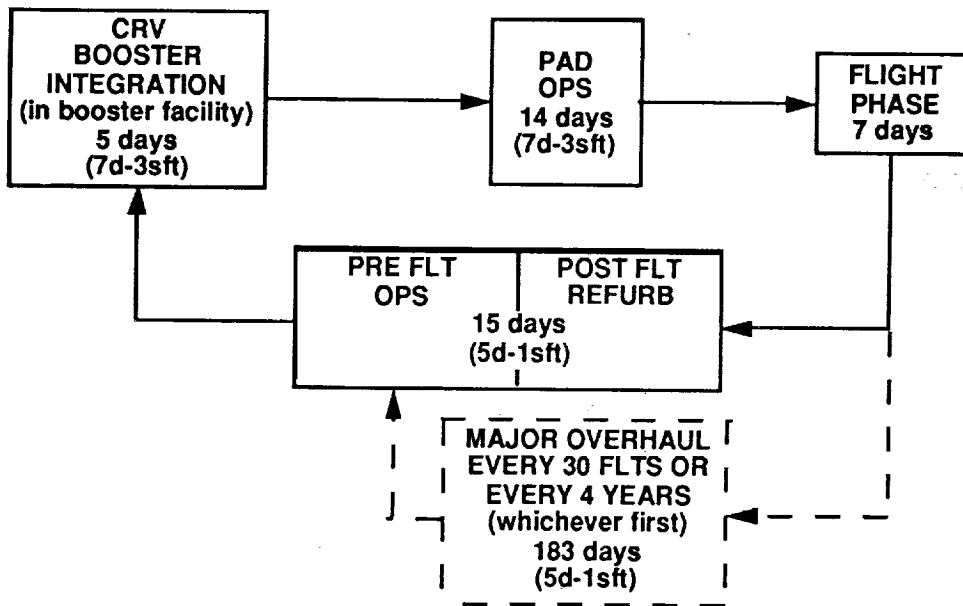 CRV
BOOSTER
INTEGRATION
(in booster facility)
5 days
(7d-3sft)
PAD
OPS
14 days
(7d-3sft)
FLIGHT
PHASE
7 days
PRE FLT
OPS
POST FLT
REFURB
15 days
(5d-1sft)
MAJOR OVERHAUL
EVERY 30 FLTS OR
EVERY 4 YEARS
(whichever first)
183 days
(5d-1sft)